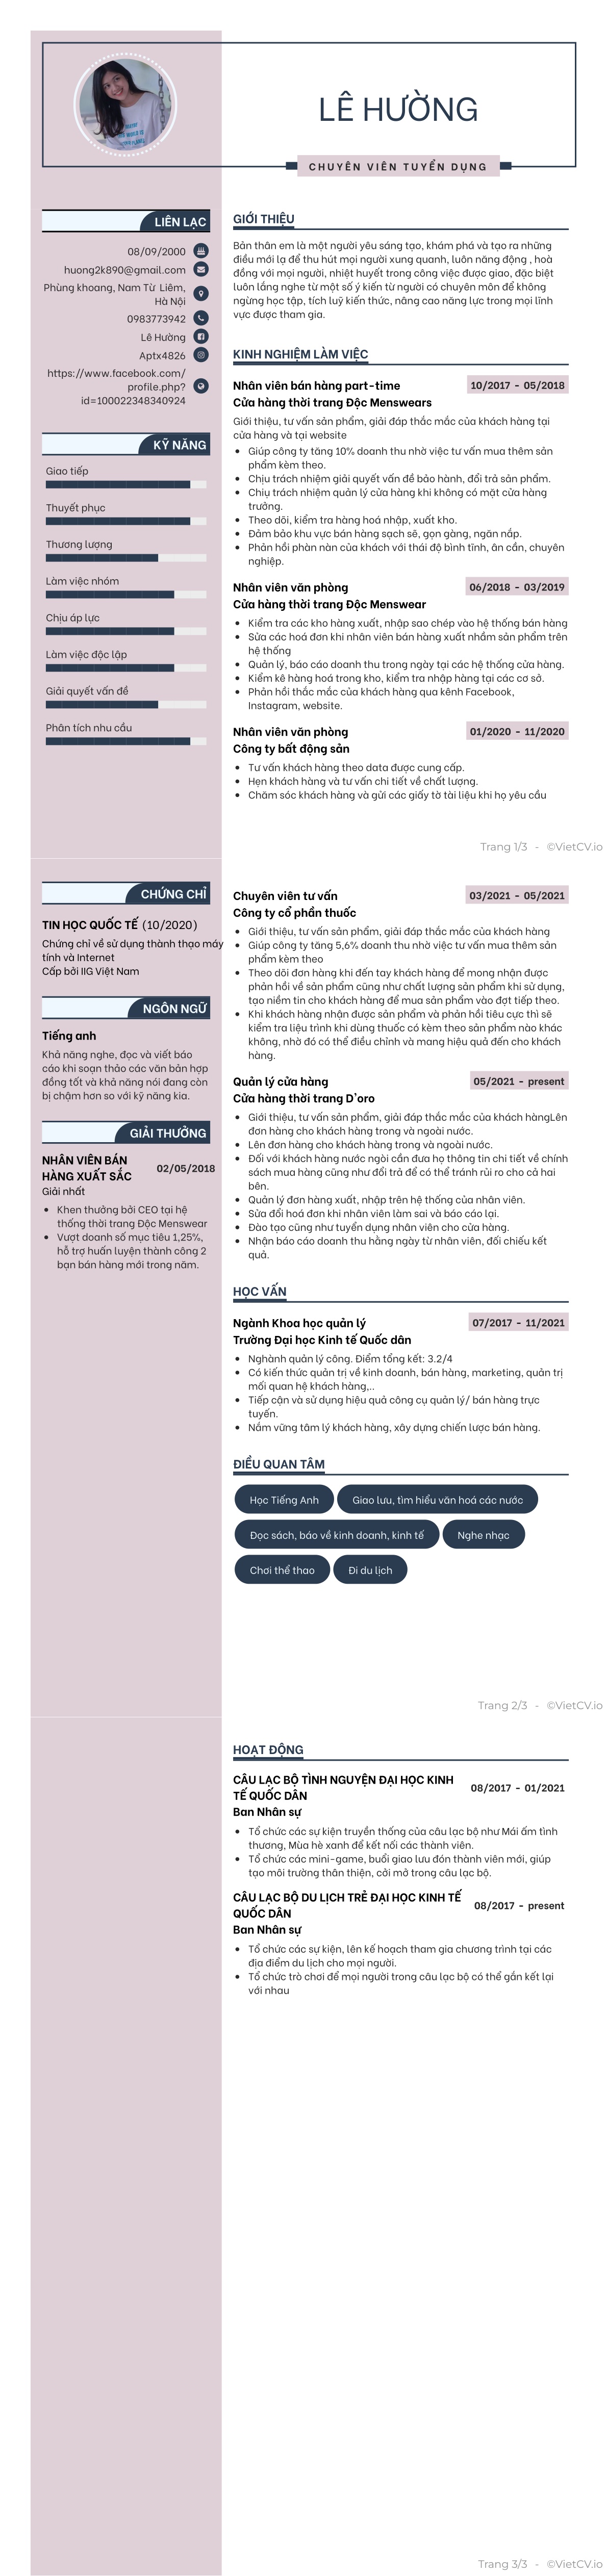 LÊ HƯỜNG
CHUYÊN VIÊN TUYỂN DỤNG
LIÊN LẠC
08/09/2000
huong2k890@gmail.com
Phùng khoang, Nam Từ Liêm,
Hà Nội
0983773942
Lê Hường
Aptx4826
https://www.facebook.com/
profile.php?
id=100022348340924
KỸ NĂNG
Giao tiếp
Thuyết phục
Thương lượng
Làm việc nhóm
Chịu áp lực
Làm việc độc lập
Giải quyết vấn đề
Phân tích nhu cầu
GIỚI THIỆU
Bản thân em là một người yêu sáng tạo, khám phá và tạo ra những
điều mới lạ để thu hút mọi người xung quanh, luôn năng động , hoà
đồng với mọi người, nhiệt huyết trong công việc được giao, đặc biệt
luôn lắng nghe từ một số ý kiến từ người có chuyên môn để không
ngừng học tập, tích luỹ kiến thức, nâng cao năng lực trong mọi lĩnh
vực được tham gia.
KINH NGHIỆM LÀM VIỆC
Nhân viên bán hàng part-time
10/2017 - 05/2018
Cửa hàng thời trang Độc Menswears
Giới thiệu, tư vấn sản phẩm, giải đáp thắc mắc của khách hàng tại
cửa hàng và tại website
• Giúp công ty tăng 10% doanh thu nhờ việc tư vấn mua thêm sản
phẩm kèm theo.
• Chịu trách nhiệm giải quyết vấn đề bảo hành, đổi trả sản phẩm.
• Chiụ trách nhiệm quản lý cửa hàng khi không có mặt cửa hàng
trưởng.
• Theo dõi, kiểm tra hàng hoá nhập, xuất kho.
• Đảm bảo khu vực bán hàng sạch sẽ, gọn gàng, ngăn nắp.
• Phản hồi phàn nàn của khách với thái độ bình tĩnh, ân cần, chuyên
nghiệp.
Nhân viên văn phòng
06/2018 - 03/2019
Cửa hàng thời trang Độc Menswear
• Kiểm tra các kho hàng xuất, nhập sao chép vào hệ thống bán hàng
• Sửa các hoá đơn khi nhân viên bán hàng xuất nhầm sản phẩm trên
hệ thống
• Quản lý, báo cáo doanh thu trong ngày tại các hệ thống cửa hàng.
• Kiểm kê hàng hoá trong kho, kiểm tra nhập hàng tại các cơ sở.
• Phản hồi thắc mắc của khách hàng qua kênh Facebook,
Instagram, website.
Nhân viên văn phòng
01/2020 - 11/2020
Công ty bất động sản
• Tư vấn khách hàng theo data được cung cấp.
• Hẹn khách hàng và tư vấn chi tiết về chất lượng.
• Chăm sóc khách hàng và gửi các giấy tờ tài liệu khi họ yêu cầu
Trang 1/3 - ©VietCV.io
CHỨNG CHỈ
TIN HỌC QUỐC TẾ (10/2020)
Chứng chỉ về sử dụng thành thạo máy
tính và Internet
Cấp bởi IIG Việt Nam
NGÔN NGỮ
Tiếng anh
Khả năng nghe, đọc và viết báo
cáo khi soạn thảo các văn bản hợp
đồng tốt và khả năng nói đang còn
bị chậm hơn so với kỹ năng kia.
GIẢI THƯỞNG
NHÂN VIÊN BÁN
HÀNG XUẤT SẮC
02/05/2018
Giải nhất
• Khen thưởng bởi CEO tại hệ
thống thời trang Độc Menswear
• Vượt doanh số mục tiêu 1,25%,
hỗ trợ huấn luyện thành công 2
bạn bán hàng mới trong năm.
Chuyên viên tư vấn
03/2021 - 05/2021
Công ty cổ phần thuốc
• Giới thiệu, tư vấn sản phẩm, giải đáp thắc mắc của khách hàng
• Giúp công ty tăng 5,6% doanh thu nhờ việc tư vấn mua thêm sản
phẩm kèm theo
• Theo dõi đơn hàng khi đến tay khách hàng để mong nhận được
phản hồi về sản phẩm cũng như chất lượng sản phẩm khi sử dụng,
tạo niềm tin cho khách hàng để mua sản phẩm vào đợt tiếp theo.
• Khi khách hàng nhận được sản phẩm và phản hồi tiêu cực thì sẽ
kiểm tra liệu trình khi dùng thuốc có kèm theo sản phẩm nào khác
không, nhờ đó có thể điều chỉnh và mang hiệu quả đến cho khách
hàng.
Quản lý cửa hàng
05/2021 - present
Cửa hàng thời trang D'oro
• Giới thiệu, tư vấn sản phẩm, giải đáp thắc mắc của khách hàngLên
đơn hàng cho khách hàng trong và ngoài nước.
• Lên đơn hàng cho khách hàng trong và ngoài nước.
• Đối với khách hàng nước ngòi cần đưa họ thông tin chi tiết về chính
sách mua hàng cũng như đổi trả để có thể tránh rủi ro cho cả hai
bên.
• Quản lý đơn hàng xuất, nhập trên hệ thống của nhân viên.
• Sửa đổi hoá đơn khi nhân viên làm sai và báo cáo lại.
• Đào tạo cũng như tuyển dụng nhân viên cho cửa hàng.
• Nhận báo cáo doanh thu hằng ngày từ nhân viên, đối chiếu kết
quả.
HỌC VẤN
Ngành Khoa học quản lý
07/2017 - 11/2021
Trường Đại học Kinh tế Quốc dân
• Nghành quản lý công. Điểm tổng kết: 3.2/4
• Có kiến thức quản trị về kinh doanh, bán hàng, marketing, quản trị
mối quan hệ khách hàng,..
• Tiếp cận và sử dụng hiệu quả công cụ quản lý/ bán hàng trực
tuyến.
• Nắm vững tâm lý khách hàng, xây dựng chiến lược bán hàng.
ĐIỀU QUAN TÂM
Học Tiếng Anh
Giao lưu, tìm hiểu văn hoá các nước
Đọc sách, báo về kinh doanh, kinh tế
Nghe nhạc
Chơi thể thao
Đi du lịch
Trang 2/3 - ©VietCV.io
HOẠT ĐỘNG
CÂU LẠC BỘ TÌNH NGUYỆN ĐẠI HỌC KINH
TẾ QUỐC DÂN
08/2017 - 01/2021
Ban Nhân sự
• Tổ chức các sự kiện truyền thống của câu lạc bộ như Mái ấm tình
thương, Mùa hè xanh để kết nối các thành viên.
• Tổ chức các mini-game, buổi giao lưu đón thành viên mới, giúp
tạo môi trường thân thiện, cởi mở trong câu lạc bộ.
CÂU LẠC BỘ DU LỊCH TRẺ ĐẠI HỌC KINH TẾ
QUỐC DÂN
08/2017 - present
Ban Nhân sự
• Tổ chức các sự kiện, lên kế hoạch tham gia chương trình tại các
địa điểm du lịch cho mọi người.
• Tổ chức trò chơi để mọi người trong câu lạc bộ có thể gắn kết lại
với nhau
Trang 3/3 - ©VietCV.io